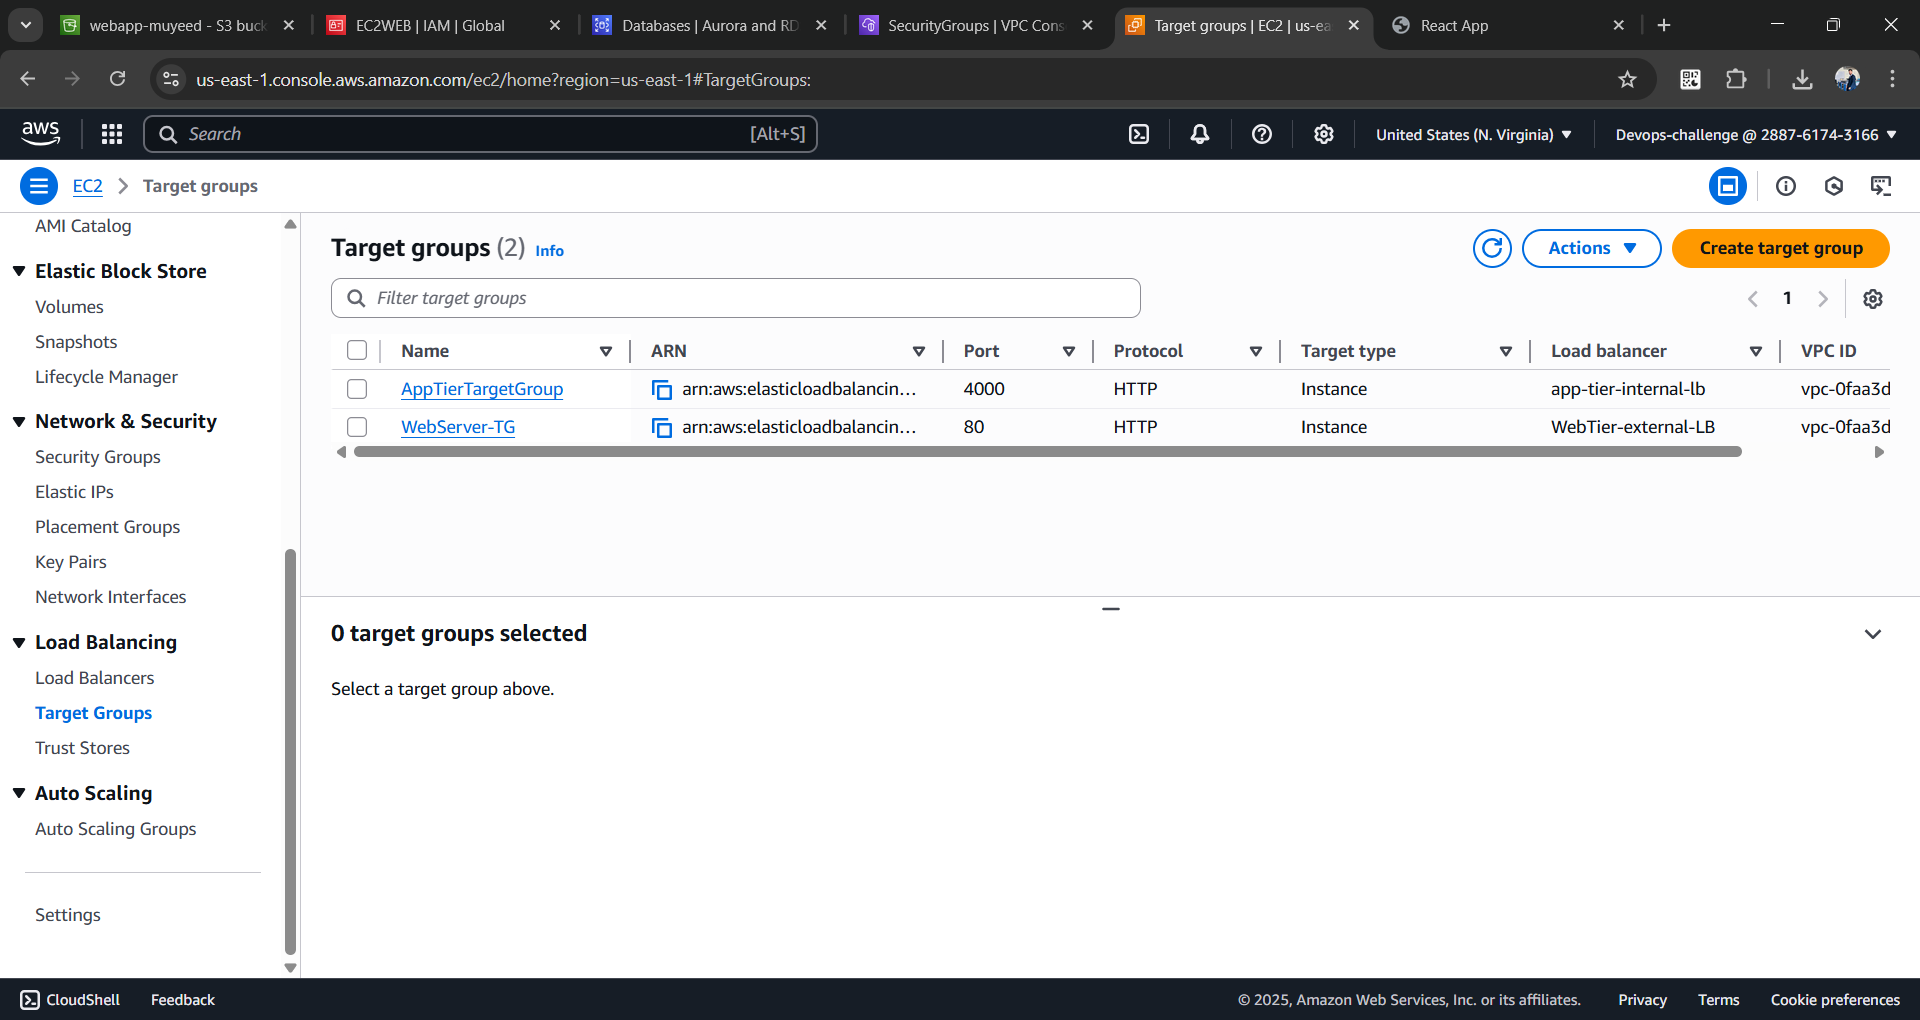 webapp-muyeed - S3 buck
EC2WEB | IAM | Global
Databases | Aurora and RD
SecurityGroups | VPC Cons
Target groups | EC2 | us-ea
React App
us-east-1.console.aws.amazon.com/ec2/home?region=us-east-1#TargetGroups:
aws
Search [Alt+S]
United States (N. Virginia)
Devops-challenge @ 2887-6174-3166
EC2
Target groups
AMI Catalog
Elastic Block Store
Volumes
Snapshots
Lifecycle Manager
Network & Security
Security Groups
Elastic IPs
Placement Groups
Key Pairs
Network Interfaces
Load Balancing
Load Balancers
Target Groups
Trust Stores
Auto Scaling
Auto Scaling Groups
Settings
Target groups (2) Info
Actions
Create target group
Filter target groups
1
Name ARN Port Protocol Target type Load balancer VPC ID
AppTierTargetGroup arn:aws:elasticloadbalancin... 4000 HTTP Instance app-tier-internal-lb vpc-0faa3d
WebServer-TG arn:aws:elasticloadbalancin... 80 HTTP Instance WebTier-external-LB vpc-0faa3d
0 target groups selected
Select a target group above.
CloudShell
Feedback
© 2025, Amazon Web Services, Inc. or its affiliates.
Privacy
Terms
Cookie preferences